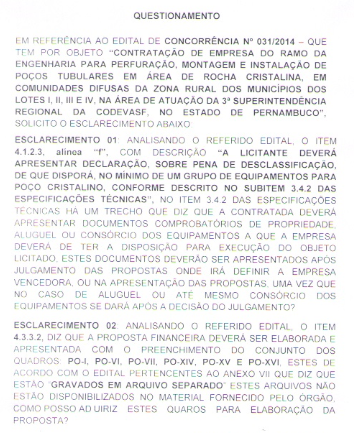 QUESTIONAMENTO
EM REFERÊNCIA AO EDITAL DE CONCORRÊNCIA Nº 031/2014 – QUE
TEM POR OBJETO "CONTRATAÇÃO DE EMPRESA DO RAMO DA
ENGENHARIA PARA PERFURAÇÃO, MONTAGEM E INSTALAÇÃO DE
POÇOS TUBULARES EM ÁREA DE ROCHA CRISTALINA, EM
COMUNIDADES DIFUSAS DA ZONA RURAL DOS MUNICÍPIOS DOS
LOTES I, II, III E IV, NA ÁREA DE ATUAÇÃO DA 3ª SUPERINTENDÊNCIA
REGIONAL DA CODEVASF, NO ESTADO DE PERNAMBUCO",
SOLICITO O ESCLARECIMENTO ABAIXO
ESCLARECIMENTO 01 ANALISANDO O REFERIDO EDITAL, O ITEM
4.1.2.3, alínea "f", COM DESCRIÇÃO "A LICITANTE DEVERÁ
APRESENTAR DECLARAÇÃO, SOBRE PENA DE DESCLASSIFICAÇÃO,
DE QUE DISPORÁ, NO MÍNIMO DE UM GRUPO DE EQUIPAMENTOS PARA
POÇO CRISTALINO, CONFORME DESCRITO NO SUBITEM 3.4.2 DAS
ESPECIFICAÇÕES TÉCNICAS", NO ITEM 3.4.2 DAS ESPECIFICAÇÕES
TÉCNICAS HÁ UM TRECHO QUE DIZ QUE A CONTRATADA DEVERÁ
APRESENTAR DOCUMENTOS COMPROBATÓRIOS DE PROPRIEDADE,
ALUGUEL OU CONSÓRCIO DOS EQUIPAMENTOS A QUE A EMPRESA
DEVERÁ DE TER A DISPOSIÇÃO PARA EXECUÇÃO DO OBJETO
LICITADO. ESTES DOCUMENTOS DEVERÃO SER APRESENTADOS APÓS
JULGAMENTO DAS PROPOSTAS ONDE IRÁ DEFINIR A EMPRESA
VENCEDORA, OU NA APRESENTAÇÃO DAS PROPOSTAS, UMA VEZ QUE
NO CASO DE ALUGUEL OU ATÉ MESMO CONSÓRCIO DOS
EQUIPAMENTOS SE DARÁ APÓS A DECISÃO DO JULGAMENTO?
ESCLARECIMENTO 02 ANALISANDO O REFERIDO EDITAL, O ITEM
4.3.3.2, DIZ QUE A PROPOSTA FINANCEIRA DEVERÁ SER ELABORADA E
APRESENTADA COM O PREENCHIMENTO DO CONJUNTO DOS
QUADROS PO-I, PO-VI, PO-VII, PO-XIV, PO-XV E PO-XVI, ESTES DE
ACORDO COM O EDITAL PERTENCENTES AO ANEXO VII QUE DIZ QUE
ESTÃO "GRAVADOS EM ARQUIVO SEPARADO" ESTES ARQUIVOS NÃO
ESTÃO DISPONIBILIZADOS NO MATERIAL FORNECIDO PELO ÓRGÃO,
COMO POSSO AD UIRIZ ESTES QUAROS PARA ELABORAÇÃO DA
PROPOSTA?